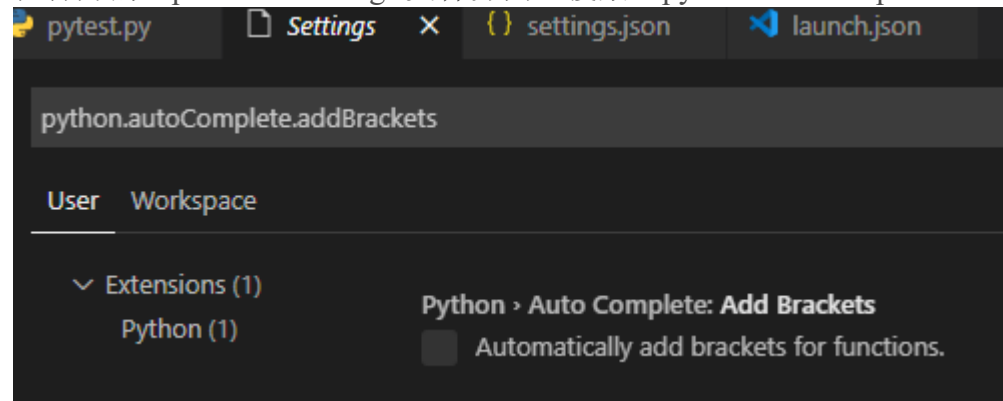 pytest.py Settings settings.json launch.json
python.autoComplete.addBrackets
User Workspace
Extensions (1)
Python (1)
Python › Auto Complete: Add Brackets
Automatically add brackets for functions.